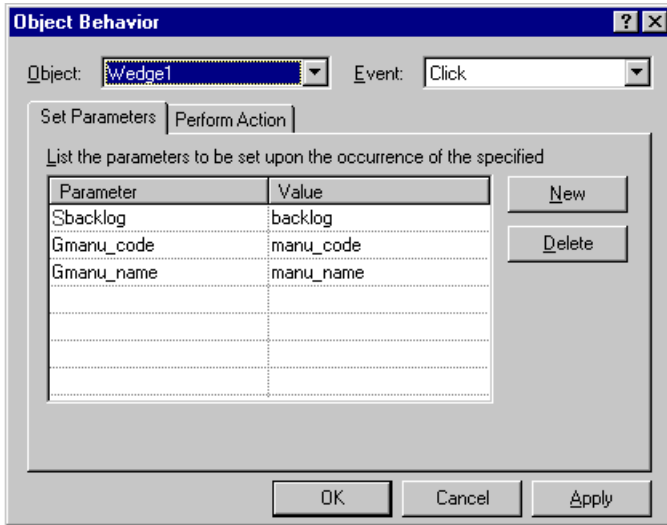 Object Behavior
Object: Wedge1 Event: Click
Set Parameters Perform Action
List the parameters to be set upon the occurrence of the specified
Parameter Value New
Sbacklog backlog
Gmanu_code manu_code Delete
Gmanu_name manu_name
OK Cancel Apply